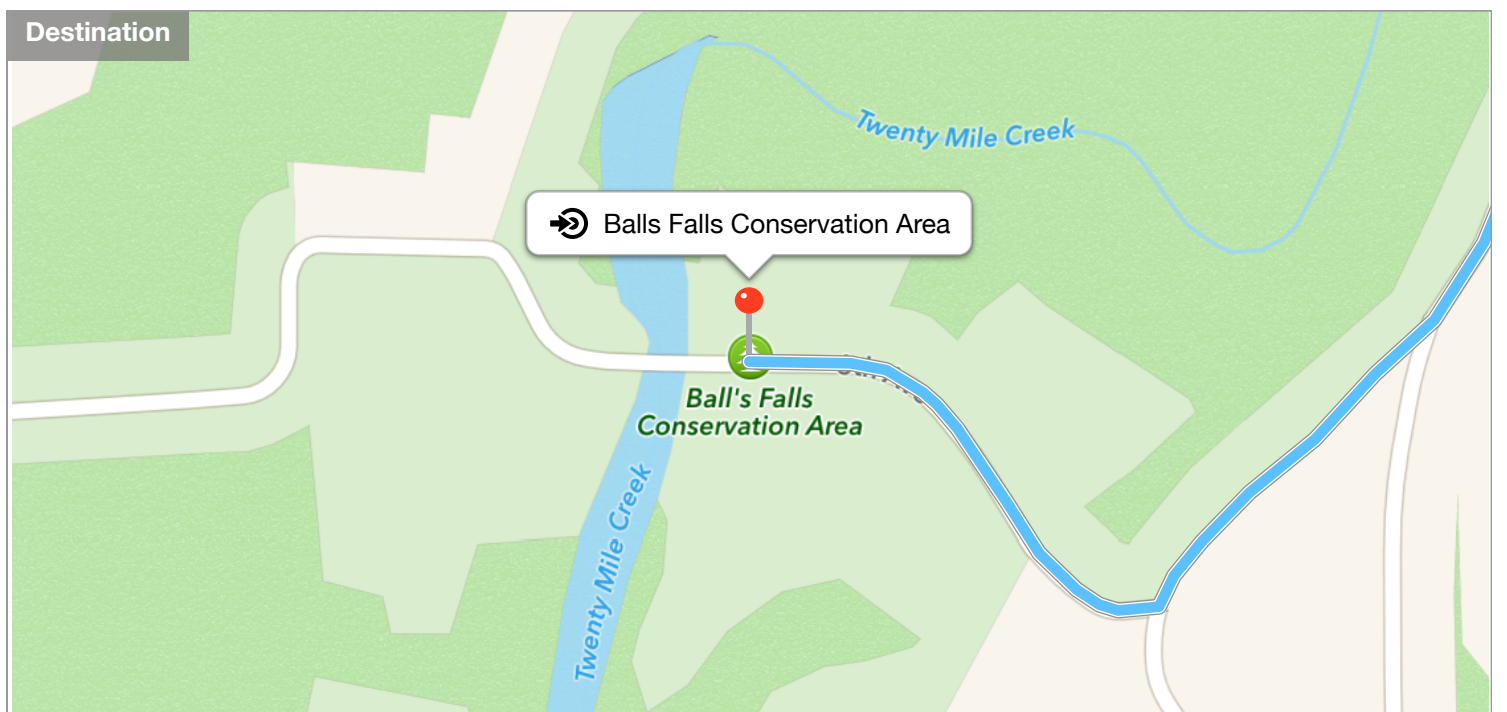 Destination
Twenty Mile Creek
Balls Falls Conservation Area
Ball's Falls
Conservation Area
Twenty Mile Creek